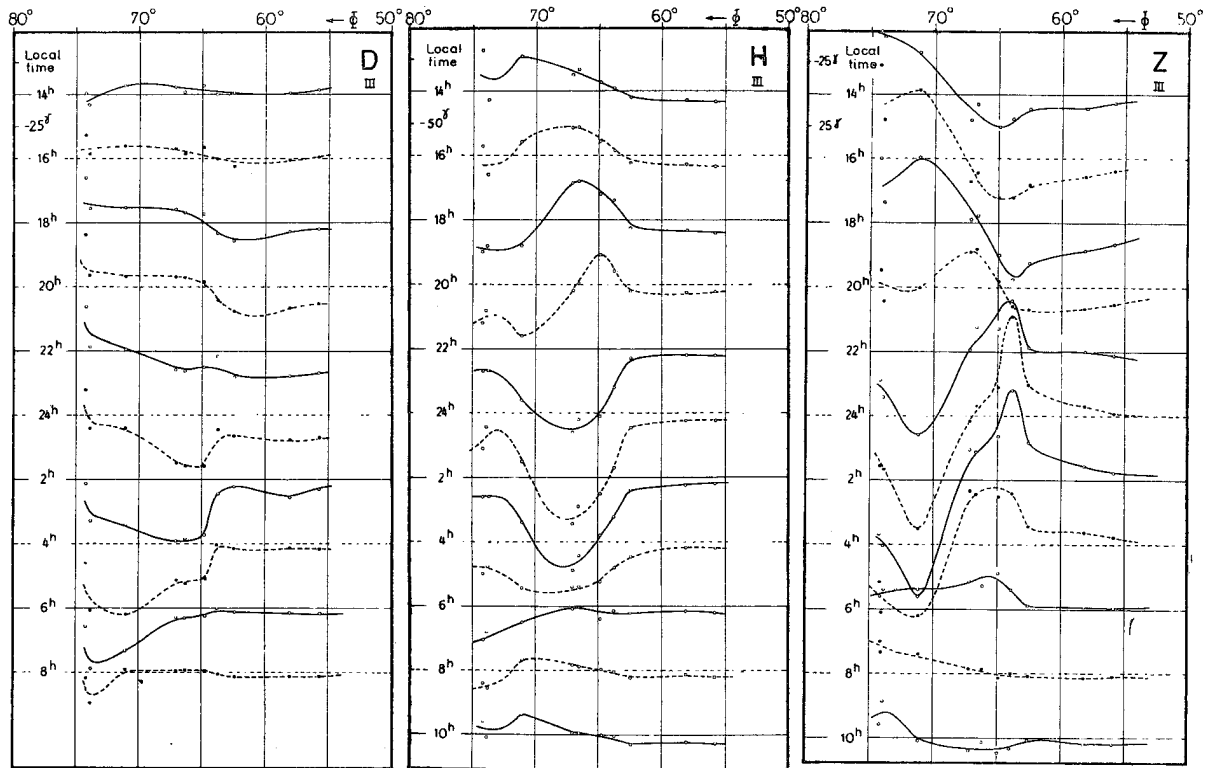 80° 70° 60° ← Φ 50°
Local time
D
III
14ʰ
-25ᵞ
16ʰ
18ʰ
20ʰ
22ʰ
24ʰ
2ʰ
4ʰ
6ʰ
8ʰ
70° 60° ← Φ 50°
Local time
H
III
14ʰ
-50ᵞ
16ʰ
18ʰ
20ʰ
22ʰ
24ʰ
2ʰ
4ʰ
6ʰ
8ʰ
10ʰ
80° 70° 60° ← Φ 50°
-25ᵞ
Local time
Z
III
14ʰ
25ᵞ
16ʰ
18ʰ
20ʰ
22ʰ
24ʰ
2ʰ
4ʰ
6ʰ
8ʰ
10ʰ